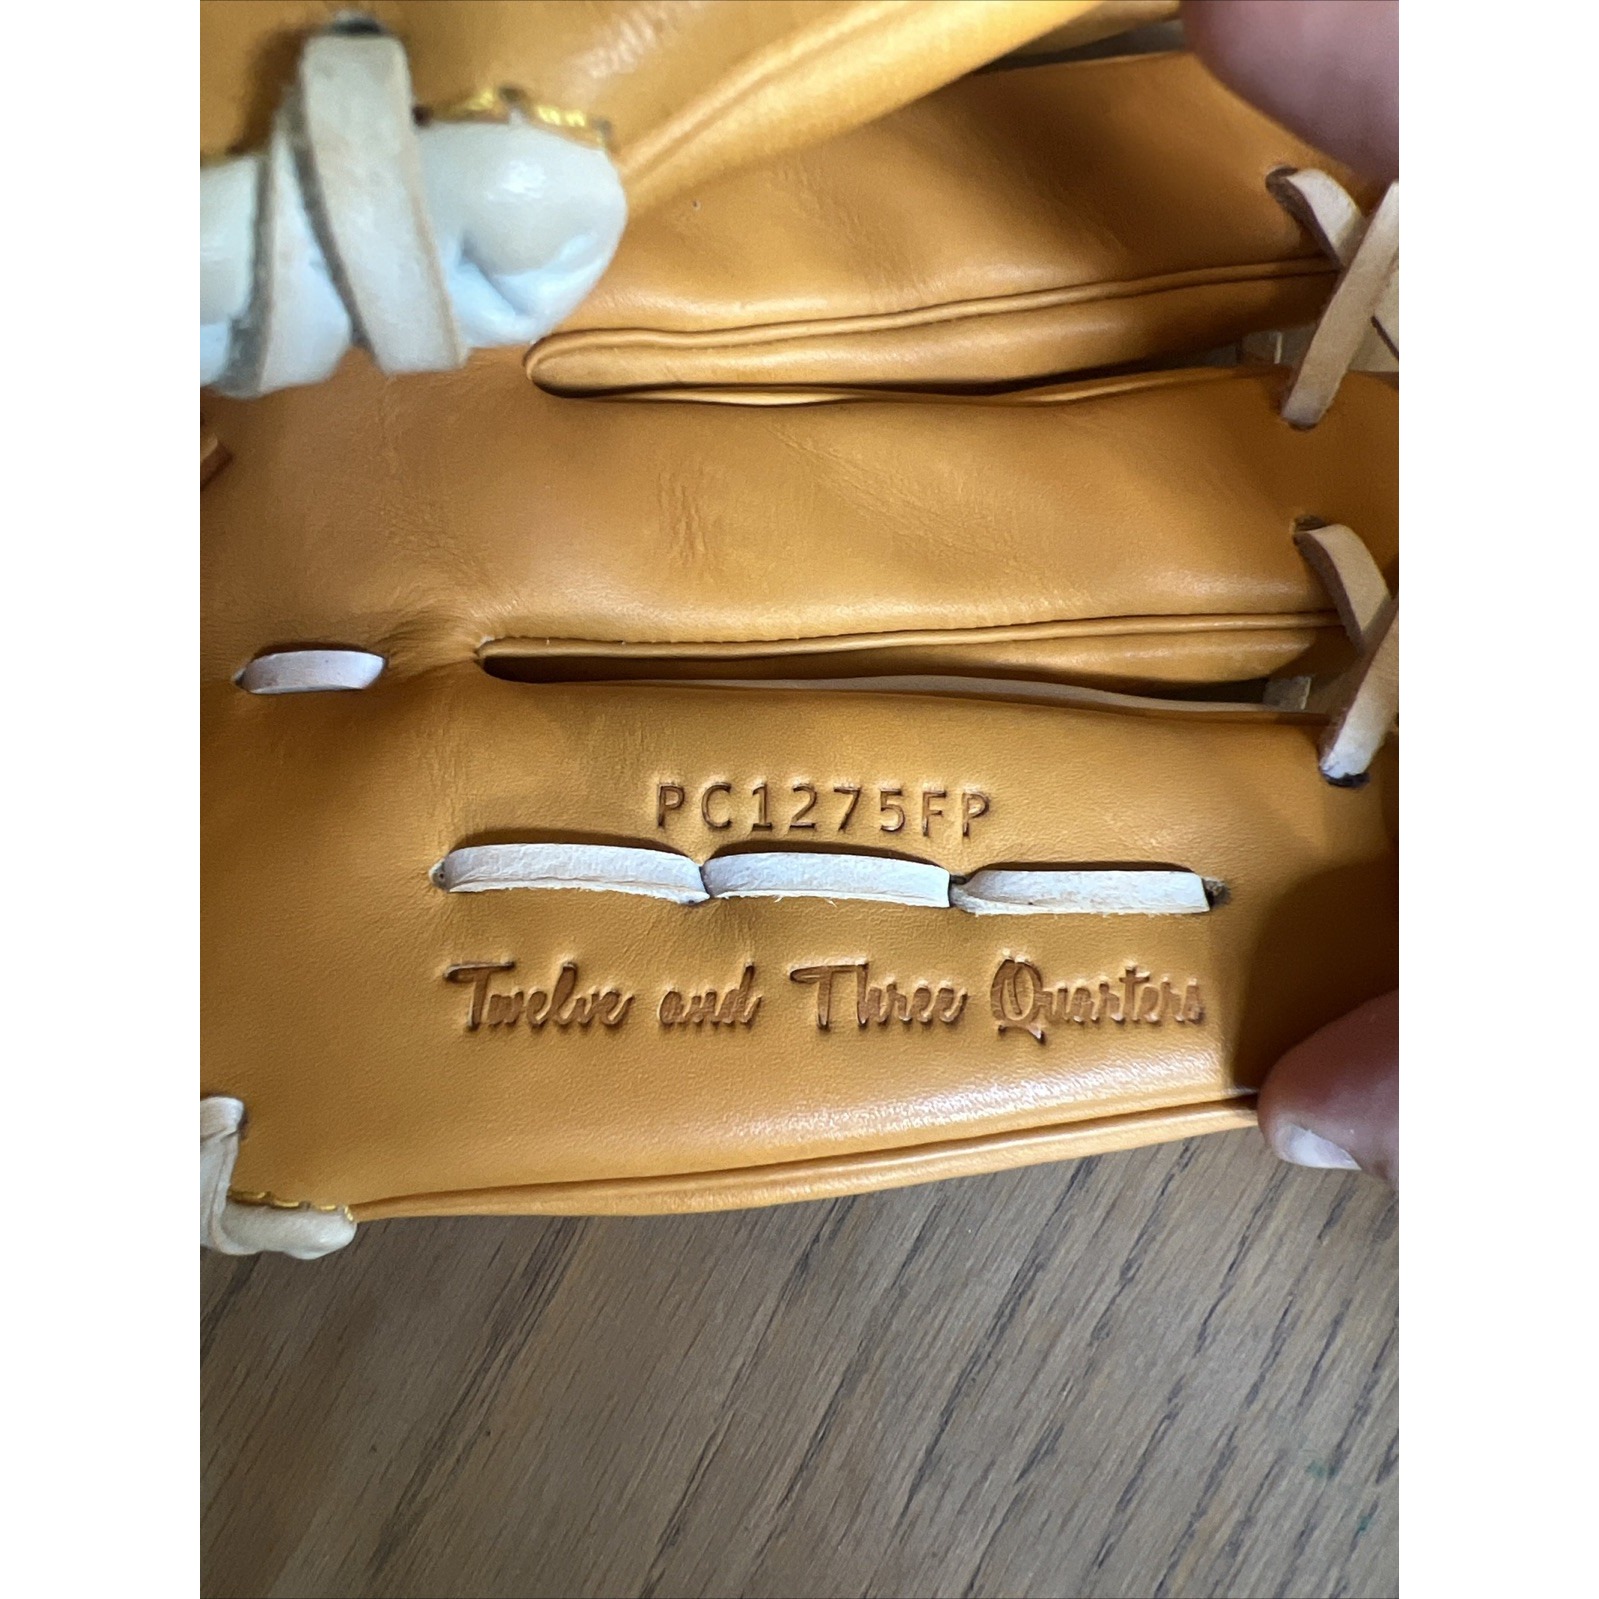 PC1275FP
Twelve and Three Quarters